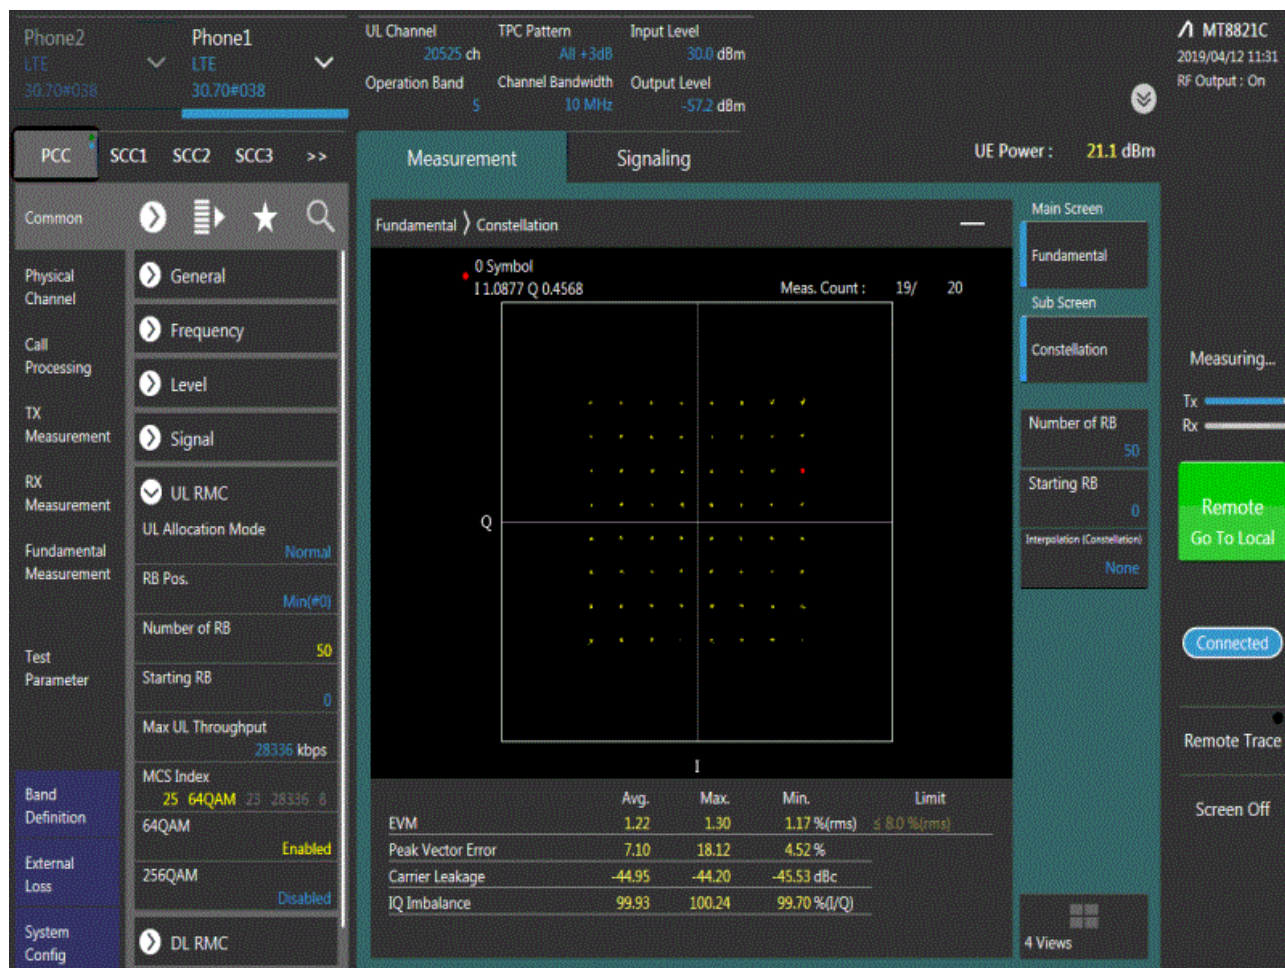 Phone2
LTE
30.70#038
Phone1
LTE
30.70#038
UL Channel
20525 ch
TPC Pattern
All +3dB
Input Level
30.0 dBm
Operation Band
5
Channel Bandwidth
10 MHz
Output Level
-57.2 dBm
MT8821C
2019/04/12 11:31
RF Output : On
PCC SCC1 SCC2 SCC3 >>
Measurement
Signaling
UE Power : 21.1 dBm
Common
Physical
Channel
Call
Processing
TX
Measurement
RX
Measurement
Fundamental
Measurement
Test
Parameter
Band
Definition
External
Loss
System
Config
General
Frequency
Level
Signal
UL RMC
UL Allocation Mode
Normal
RB Pos.
Min(#0)
Number of RB
50
Starting RB
0
Max UL Throughput
28336 kbps
MCS Index
25 64QAM 23 28336 8
64QAM
Enabled
256QAM
Disabled
DL RMC
Fundamental 〉 Constellation
0 Symbol
I 1.0877 Q 0.4568
Meas. Count : 19/ 20
Q
I
Avg. Max. Min. Limit
EVM 1.22 1.30 1.17 %(rms) ≤ 8.0 %(rms)
Peak Vector Error 7.10 18.12 4.52 %
Carrier Leakage -44.95 -44.20 -45.53 dBc
IQ Imbalance 99.93 100.24 99.70 %(I/Q)
Main Screen
Fundamental
Sub Screen
Constellation
Number of RB
50
Starting RB
0
Interpolation (Constellation)
None
4 Views
Measuring...
Tx
Rx
Remote
Go To Local
Connected
Remote Trace
Screen Off